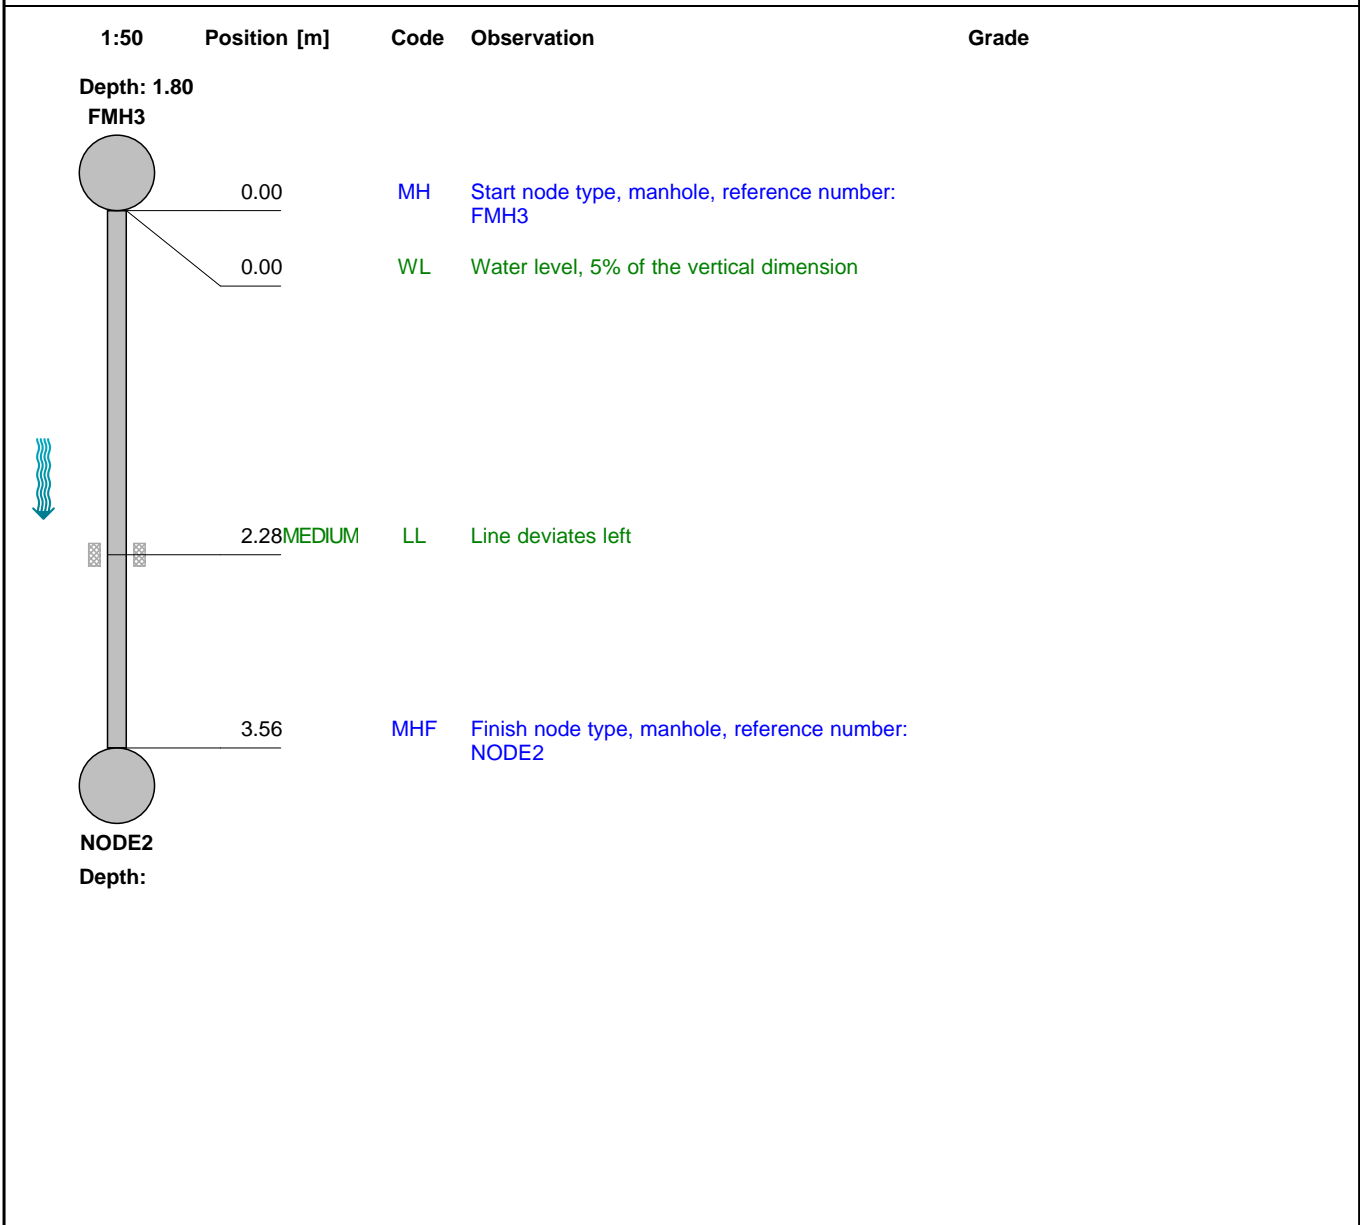 1:50 Position [m] Code Observation Grade
Depth: 1.80
FMH3
0.00 MH Start node type, manhole, reference number:
FMH3
0.00 WL Water level, 5% of the vertical dimension
2.28MEDIUM LL Line deviates left
3.56 MHF Finish node type, manhole, reference number:
NODE2
NODE2
Depth: